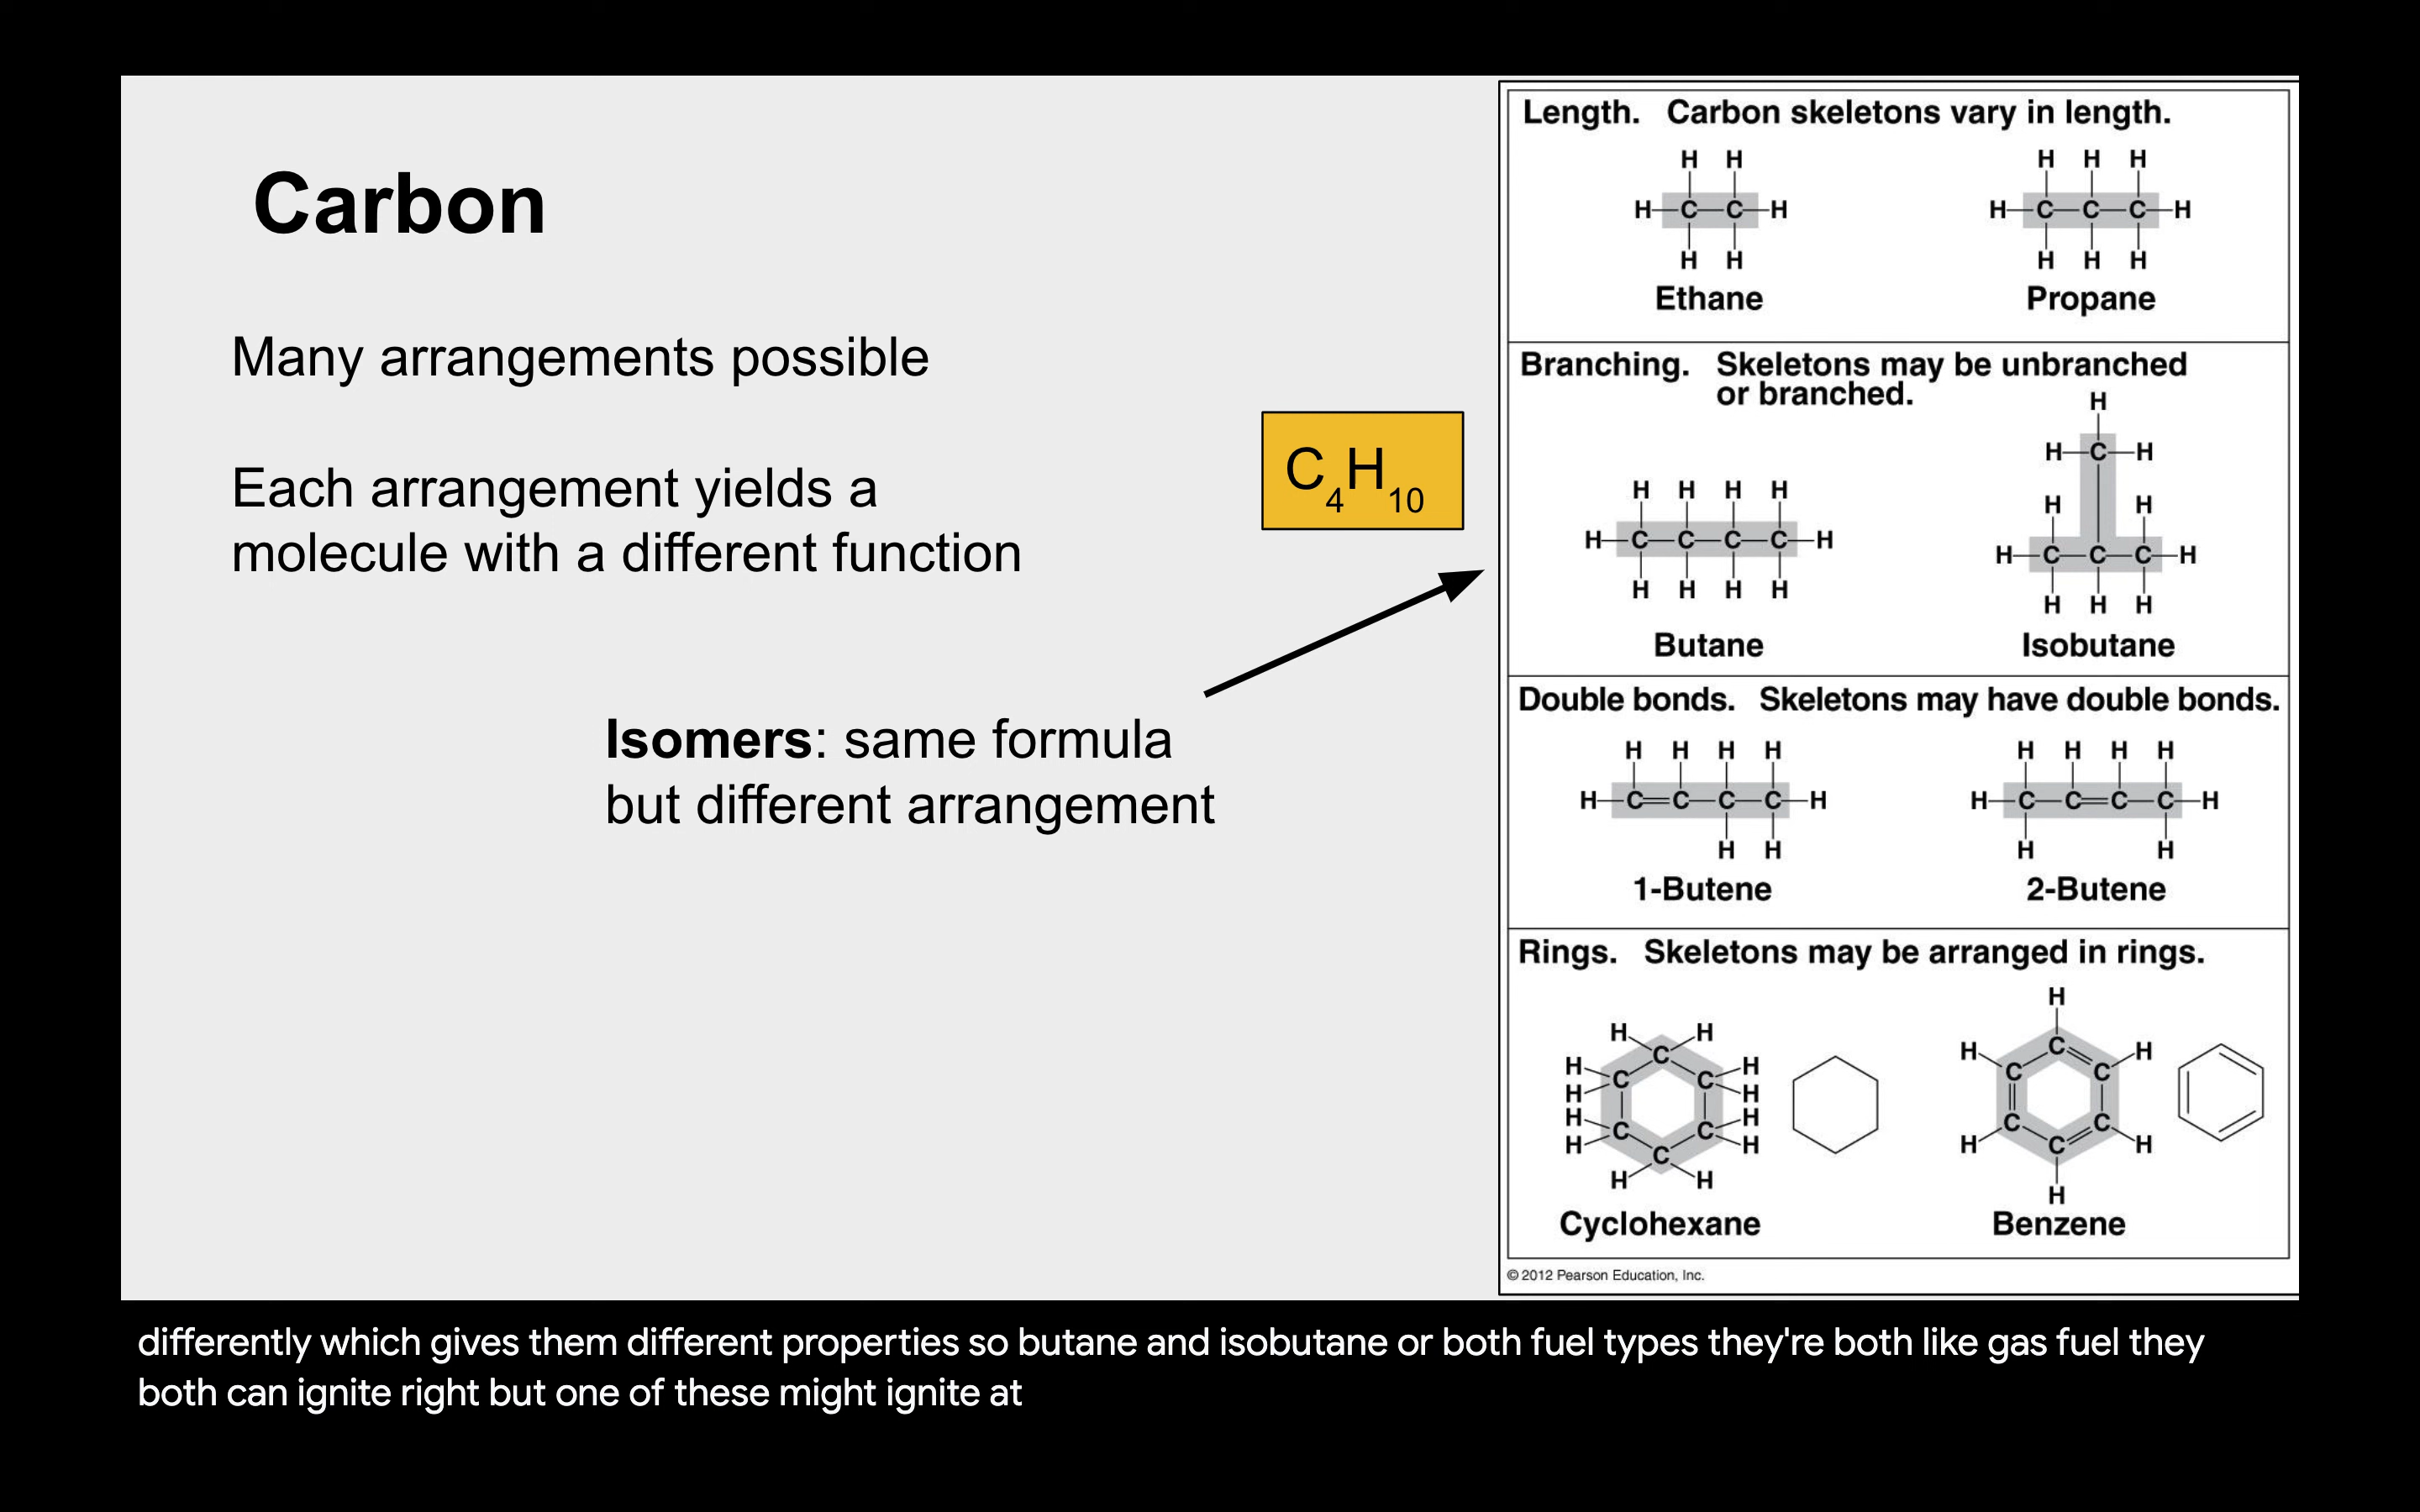 Carbon
Many arrangements possible
Each arrangement yields a
molecule with a different function
C4H10
Isomers: same formula
but different arrangement
Length. Carbon skeletons vary in length.
H H
H C C H
H H
Ethane
H H H
H C C C H
H H H
Propane
Branching. Skeletons may be unbranched
or branched.
H H H H
H C C C C H
H H H H
Butane
H
H C H
H H
H C C C H
H H H
Isobutane
Double bonds. Skeletons may have double bonds.
H H H H
H C=C C C H
H H
1-Butene
H H H H
H C C=C C H
H H
2-Butene
Rings. Skeletons may be arranged in rings.
H H
C
H C C H
H H
H C C H
H H
C
H H
Cyclohexane
H
H C H
C C
C C
H C H
H
Benzene
© 2012 Pearson Education, Inc.
differently which gives them different properties so butane and isobutane or both fuel types they're both like gas fuel they
both can ignite right but one of these might ignite at